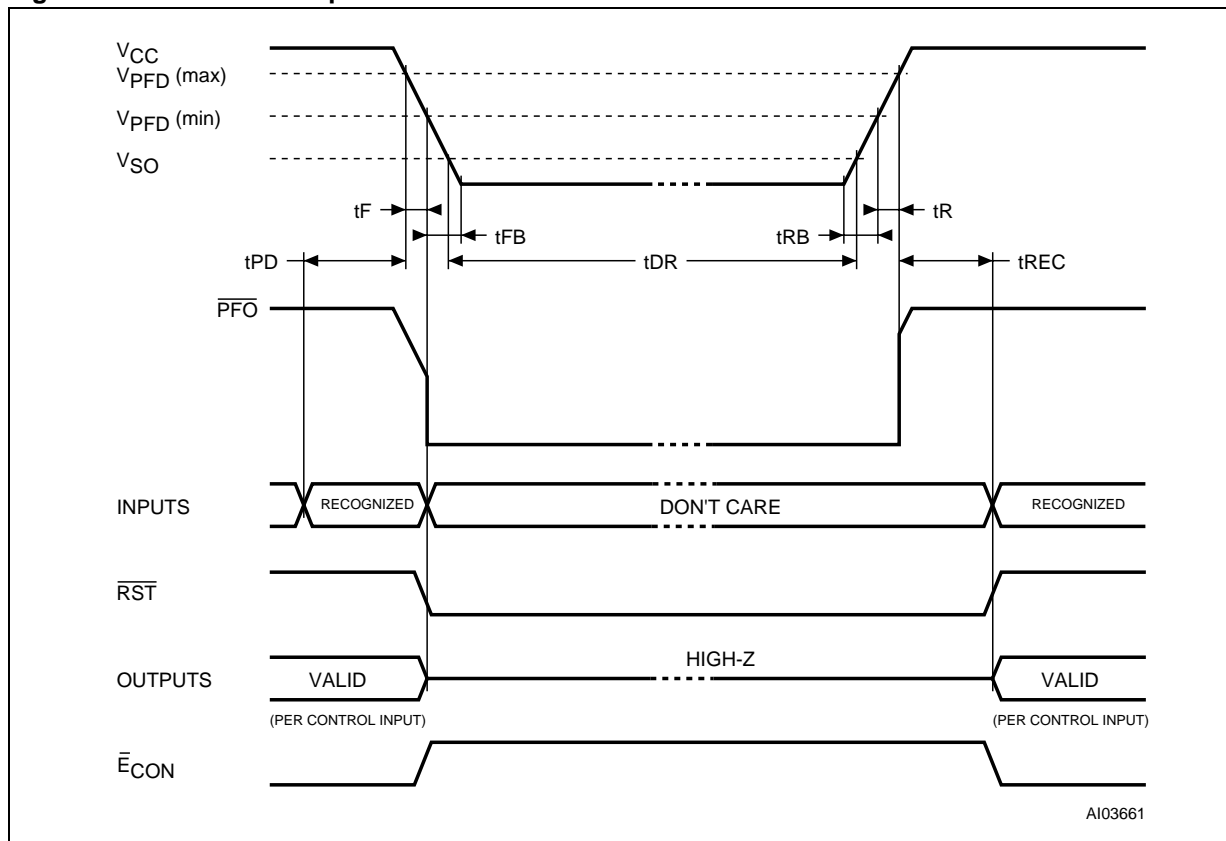 VCC
VPFD (max)
VPFD (min)
VSO
tF
tFB
tRB
tR
tPD
tDR
tREC
PFO
INPUTS
RECOGNIZED
DON'T CARE
RECOGNIZED
RST
HIGH-Z
OUTPUTS
VALID
VALID
(PER CONTROL INPUT)
(PER CONTROL INPUT)
ECON
AI03661